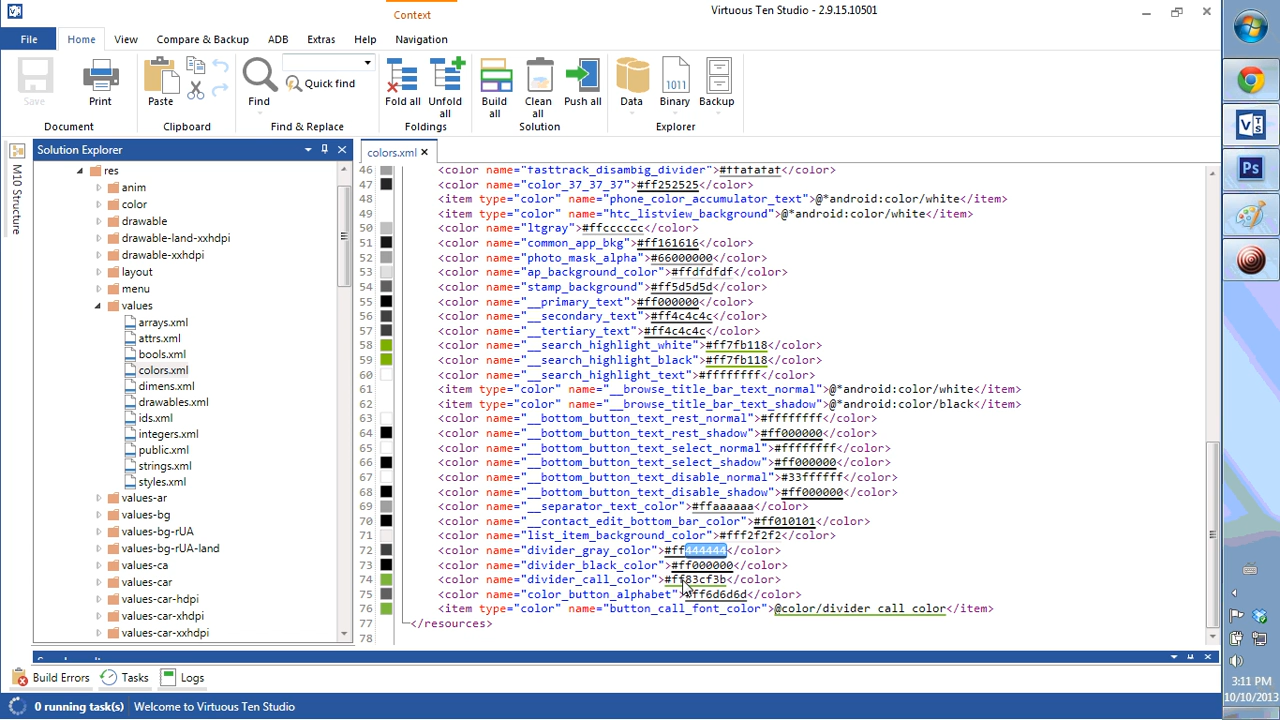 Context
Virtuous Ten Studio - 2.9.15.10501
File Home View Compare & Backup ADB Extras Help Navigation
Save Print Paste Find Quick find Fold all Unfold all Build all Clean all Push all Data Binary Backup
Document Clipboard Find & Replace Foldings Solution Explorer
M10 Structure
Solution Explorer
res
anim
color
drawable
drawable-land-xxhdpi
drawable-xxhdpi
layout
menu
values
arrays.xml
attrs.xml
bools.xml
colors.xml
dimens.xml
drawables.xml
ids.xml
integers.xml
public.xml
strings.xml
styles.xml
values-ar
values-bg
values-bg-rUA
values-bg-rUA-land
values-ca
values-car
values-car-hdpi
values-car-xhdpi
values-car-xxhdpi
colors.xml
46 <color name="fasttrack_disambig_divider">#ffafafaf</color>
47 <color name="color_37_37_37">#ff252525</color>
48 <item type="color" name="phone_color_accumulator_text">@*android:color/white</item>
49 <item type="color" name="htc_listview_background">@*android:color/white</item>
50 <color name="ltgray">#ffcccccc</color>
51 <color name="common_app_bkg">#ff161616</color>
52 <color name="photo_mask_alpha">#66000000</color>
53 <color name="ap_background_color">#ffdfdfdf</color>
54 <color name="stamp_background">#ff5d5d5d</color>
55 <color name="__primary_text">#ff000000</color>
56 <color name="__secondary_text">#ff4c4c4c</color>
57 <color name="__tertiary_text">#ff4c4c4c</color>
58 <color name="__search_highlight_white">#ff7fb118</color>
59 <color name="__search_highlight_black">#ff7fb118</color>
60 <color name="__search_highlight_text">#ffffffff</color>
61 <item type="color" name="__browse_title_bar_text_normal">@*android:color/white</item>
62 <item type="color" name="__browse_title_bar_text_shadow">@*android:color/black</item>
63 <color name="__bottom_button_text_rest_normal">#ffffffff</color>
64 <color name="__bottom_button_text_rest_shadow">#ff000000</color>
65 <color name="__bottom_button_text_select_normal">#ffffffff</color>
66 <color name="__bottom_button_text_select_shadow">#ff000000</color>
67 <color name="__bottom_button_text_disable_normal">#33ffffff</color>
68 <color name="__bottom_button_text_disable_shadow">#ff000000</color>
69 <color name="__separator_text_color">#ffaaaaaa</color>
70 <color name="__contact_edit_bottom_bar_color">#ff010101</color>
71 <color name="list_item_background_color">#fff2f2f2</color>
72 <color name="divider_gray_color">#ff444444</color>
73 <color name="divider_black_color">#ff000000</color>
74 <color name="divider_call_color">#ff83cf3b</color>
75 <color name="color_button_alphabet">#ff6d6d6d</color>
76 <item type="color" name="button_call_font_color">@color/divider_call_color</item>
77 </resources>
78
Build Errors Tasks Logs
0 running task(s) Welcome to Virtuous Ten Studio
VTS
Ps
3:11 PM
10/10/2013